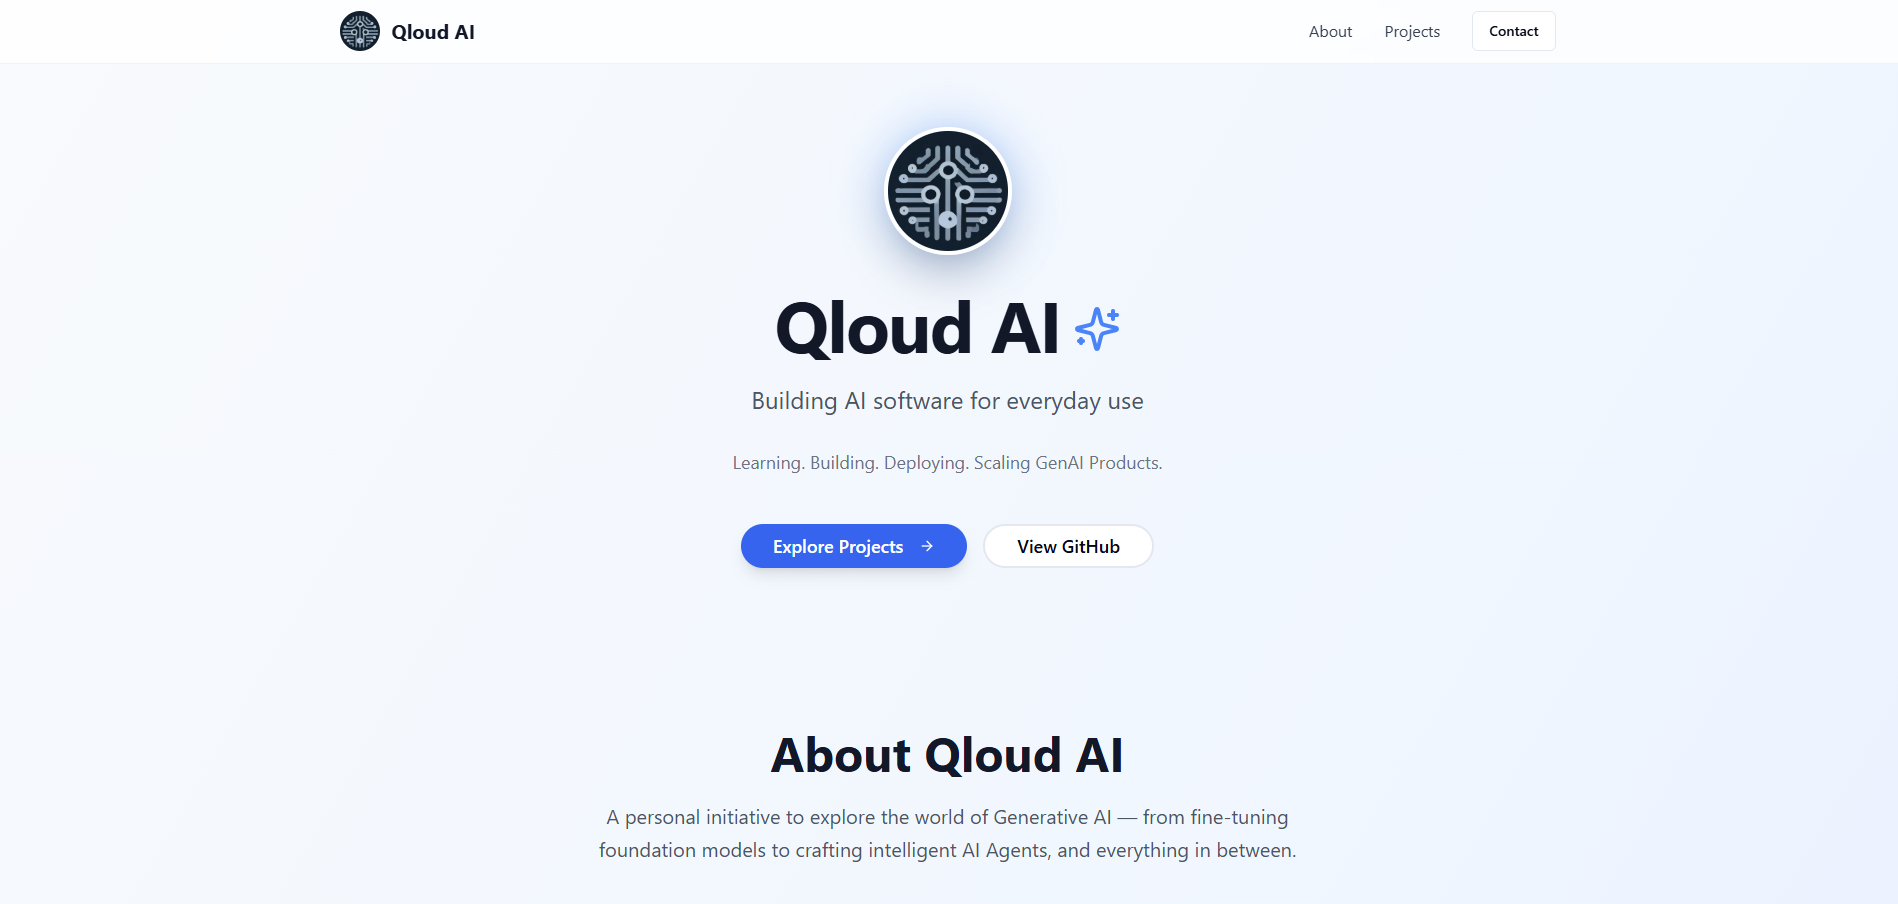 Qloud AI
About
Projects
Contact
Qloud AI
Building AI software for everyday use
Learning. Building. Deploying. Scaling GenAI Products.
Explore Projects →
View GitHub
About Qloud AI
A personal initiative to explore the world of Generative AI — from fine-tuning
foundation models to crafting intelligent AI Agents, and everything in between.